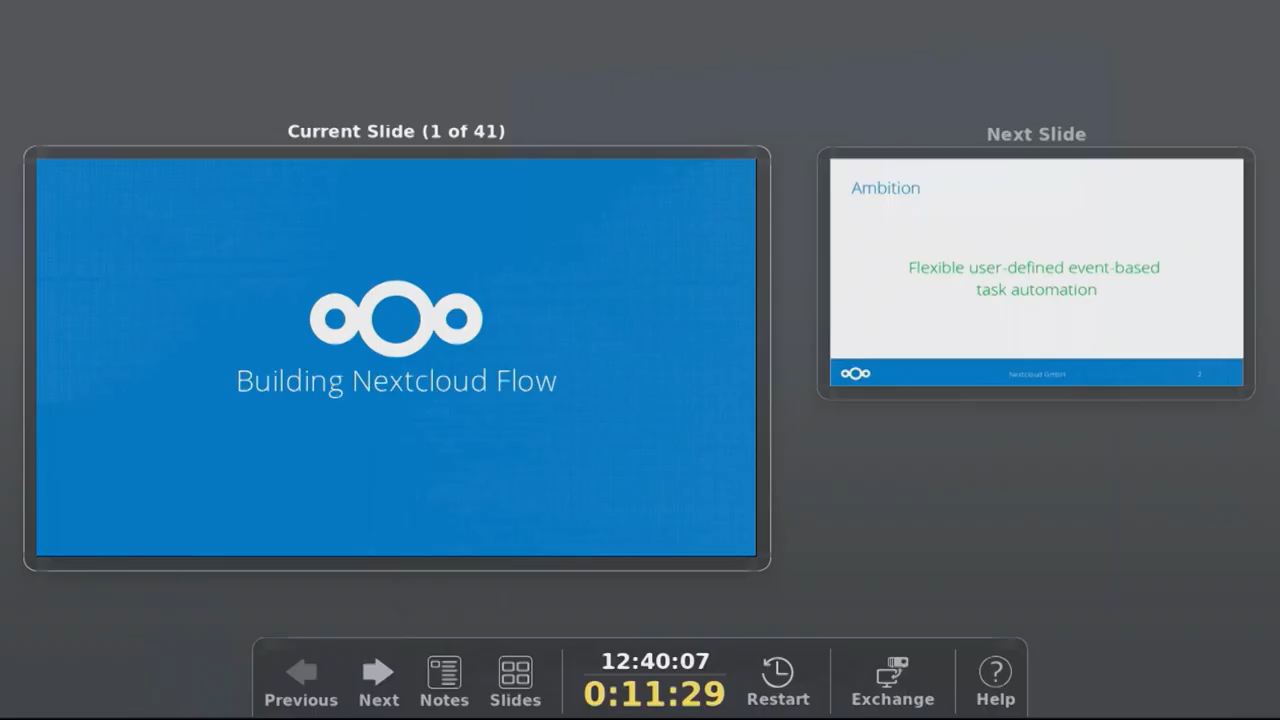 Current Slide (1 of 41)
Next Slide
Building Nextcloud Flow
Ambition
Flexible user-defined event-based
task automation
Nextcloud GmbH
2
Previous
Next
Notes
Slides
12:40:07
0:11:29
Restart
Exchange
Help